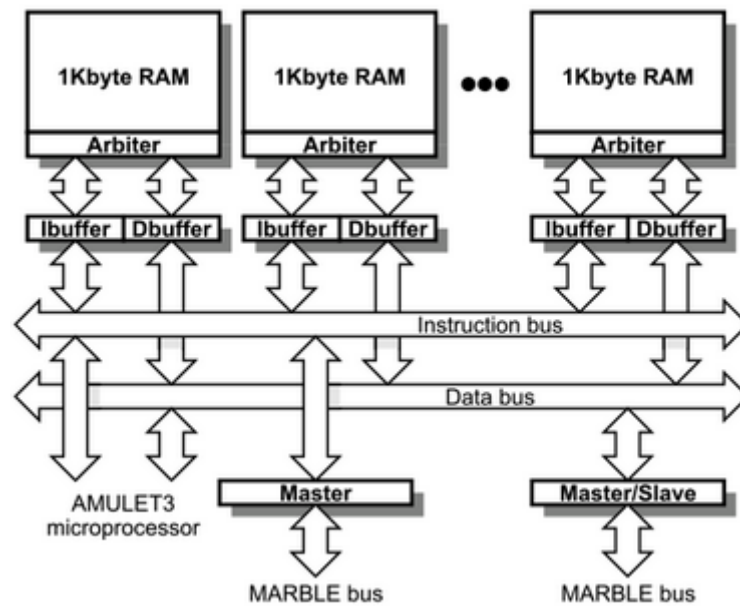 1Kbyte RAM
1Kbyte RAM
1Kbyte RAM
Arbiter
Arbiter
Arbiter
Ibuffer
Dbuffer
Ibuffer
Dbuffer
Ibuffer
Dbuffer
Instruction bus
Data bus
AMULET3
microprocessor
Master
Master/Slave
MARBLE bus
MARBLE bus